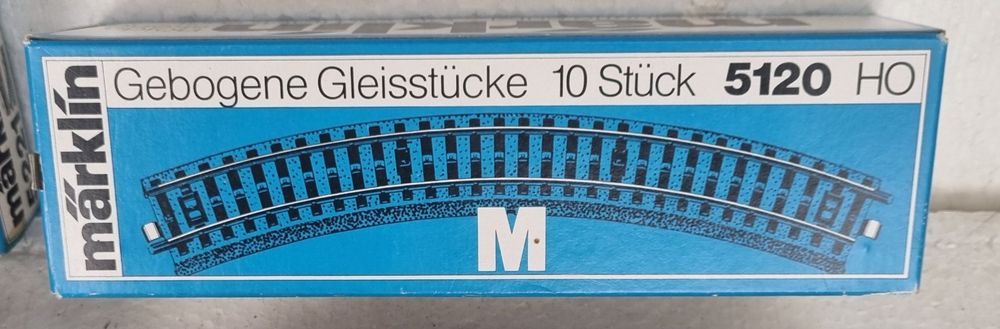 märklin
Gebogene Gleisstücke 10 Stück 5120 HO
M